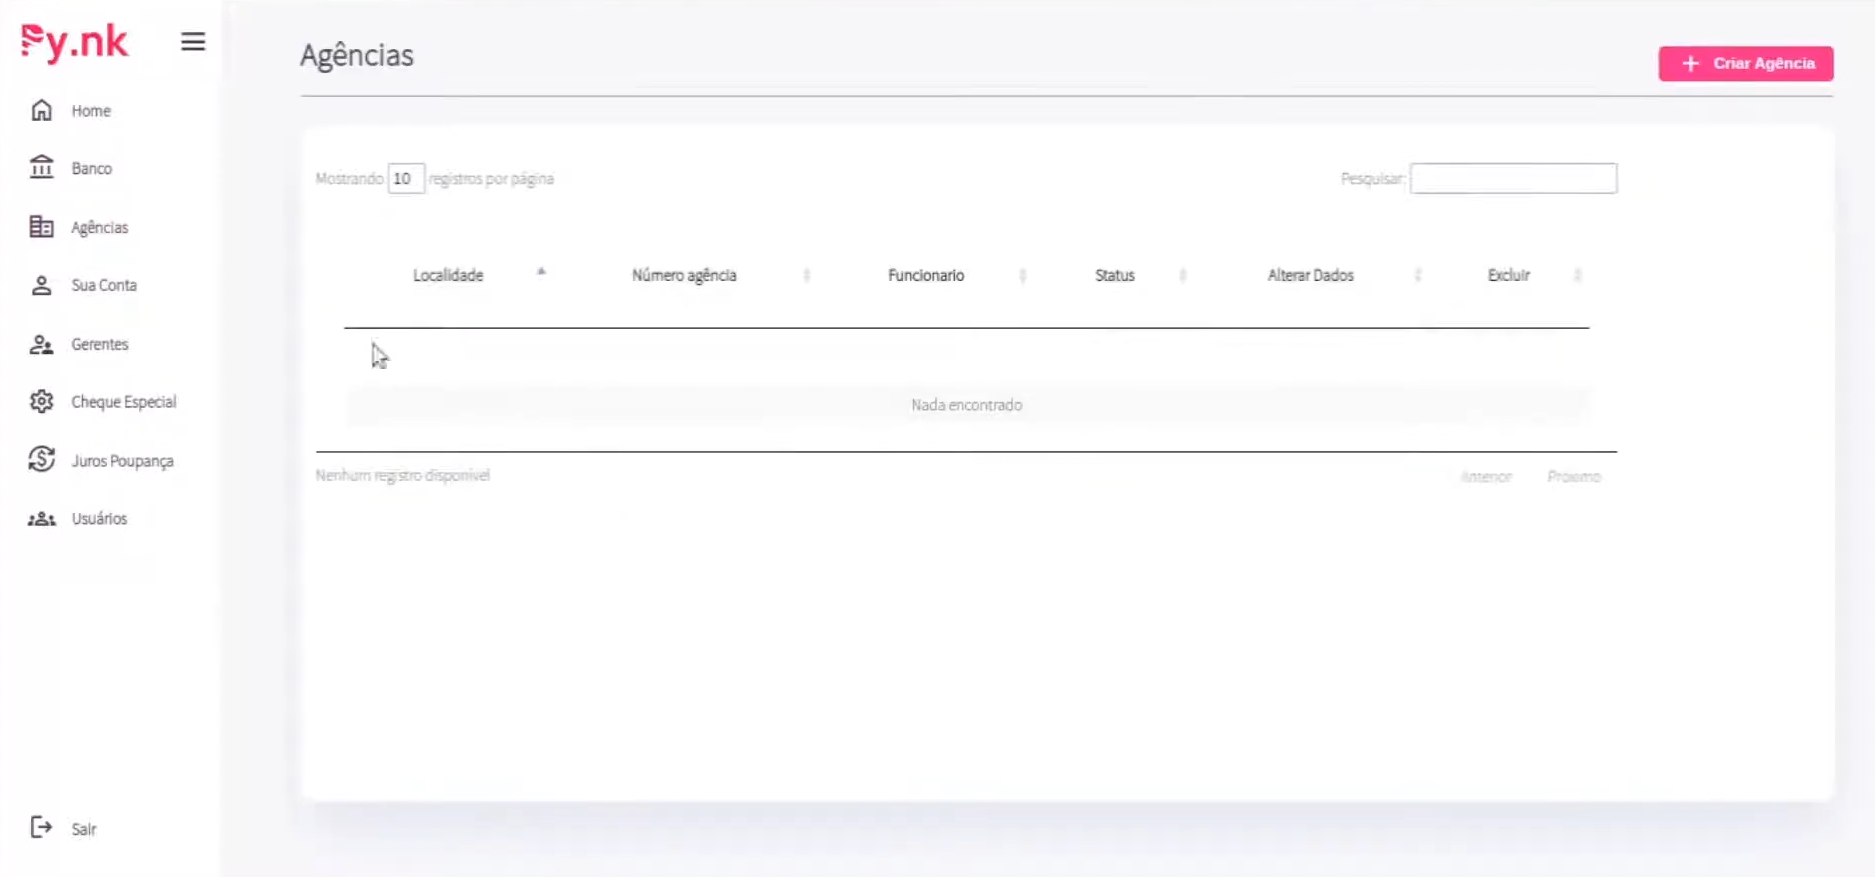 Py.nk
Home
Banco
Agências
Sua Conta
Gerentes
Cheque Especial
Juros Poupança
Usuários
Sair
Agências
+ Criar Agência
Mostrando 10 registros por página
Pesquisar:
Localidade Número agência Funcionario Status Alterar Dados Excluir
Nada encontrado
Nenhum registro disponível
Anterior Próximo